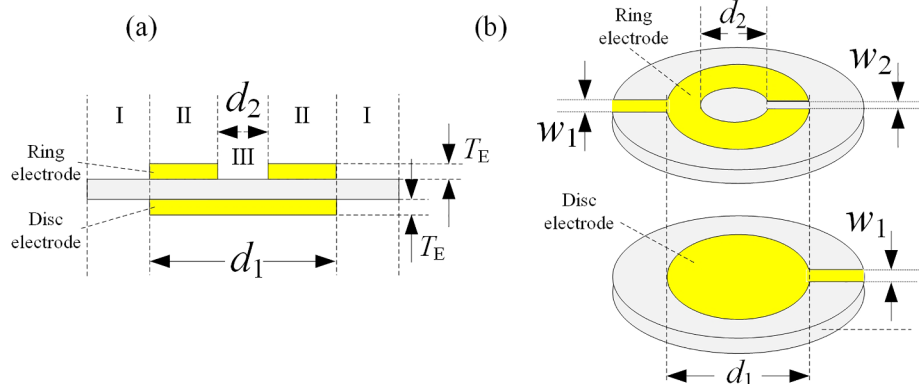 (a)
I
II
d2
II
I
III
Ring
electrode
TE
Disc
electrode
TE
d1
(b)
d2
Ring
electrode
w2
w1
Disc
electrode
w1
d1